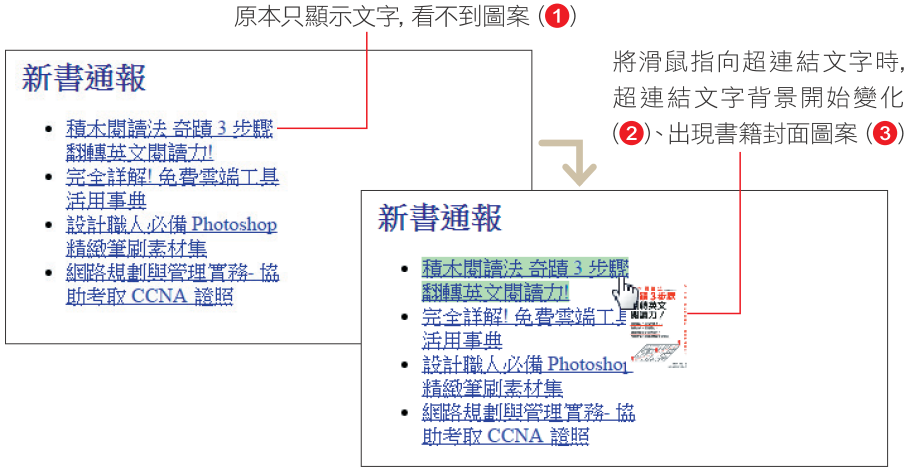 原本只顯示文字, 看不到圖案 (1)
新書通報
• 積木閱讀法 奇蹟 3 步驟
翻轉英文閱讀力!
• 完全詳解! 免費雲端工具
活用事典
• 設計職人必備 Photoshop
精緻筆刷素材集
• 網路規劃與管理實務- 協
助考取 CCNA 證照
將滑鼠指向超連結文字時,
超連結文字背景開始變化
(2)、出現書籍封面圖案 (3)
新書通報
• 積木閱讀法 奇蹟 3 步驟
翻轉英文閱讀力!
• 完全詳解! 免費雲端工具
活用事典
• 設計職人必備 Photoshop
精緻筆刷素材集
• 網路規劃與管理實務- 協
助考取 CCNA 證照
3步驟
轉英文
閱讀力!